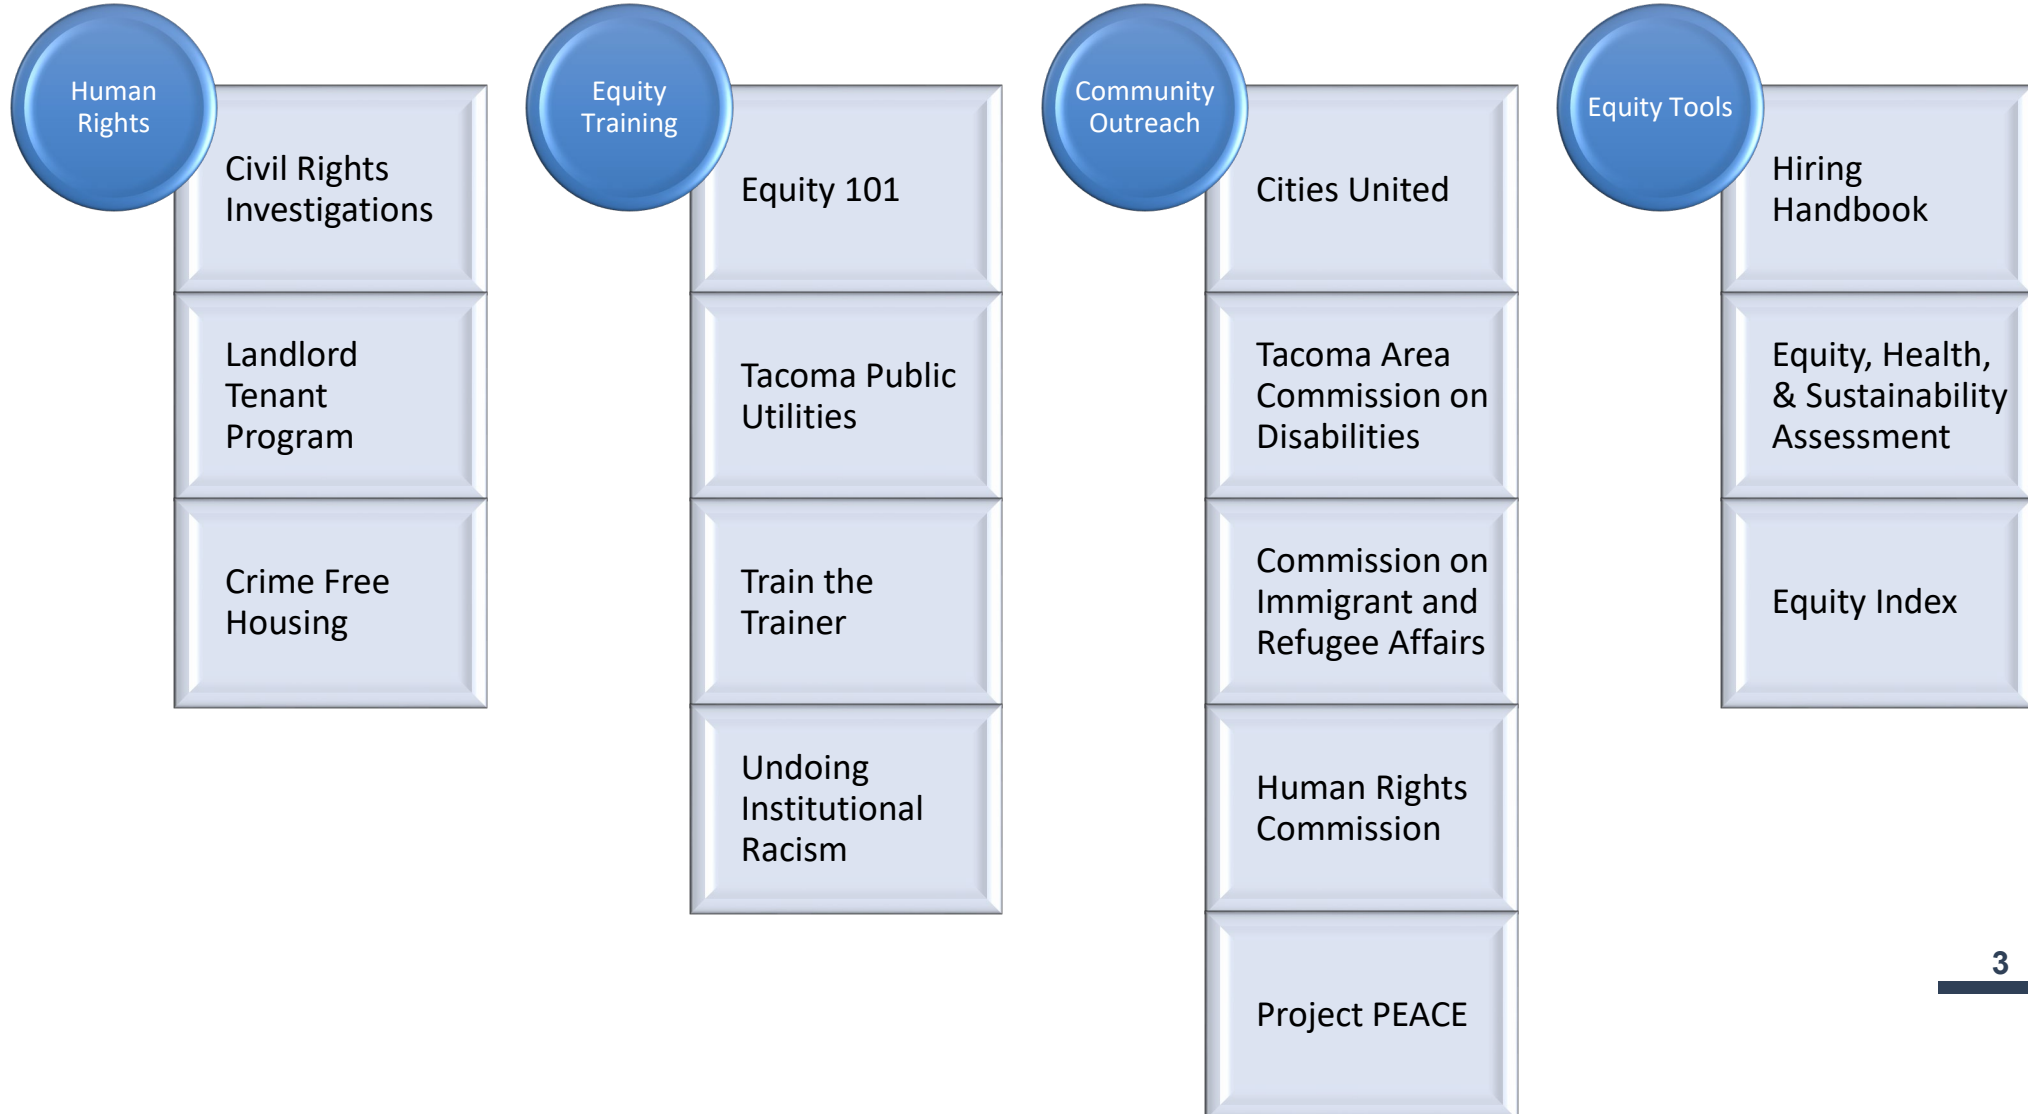 Human
Rights
Civil Rights
Investigations
Landlord
Tenant
Program
Crime Free
Housing
Equity
Training
Equity 101
Tacoma Public
Utilities
Train the
Trainer
Undoing
Institutional
Racism
Community
Outreach
Cities United
Tacoma Area
Commission on
Disabilities
Commission on
Immigrant and
Refugee Affairs
Human Rights
Commission
Project PEACE
Equity Tools
Hiring
Handbook
Equity, Health,
& Sustainability
Assessment
Equity Index
3